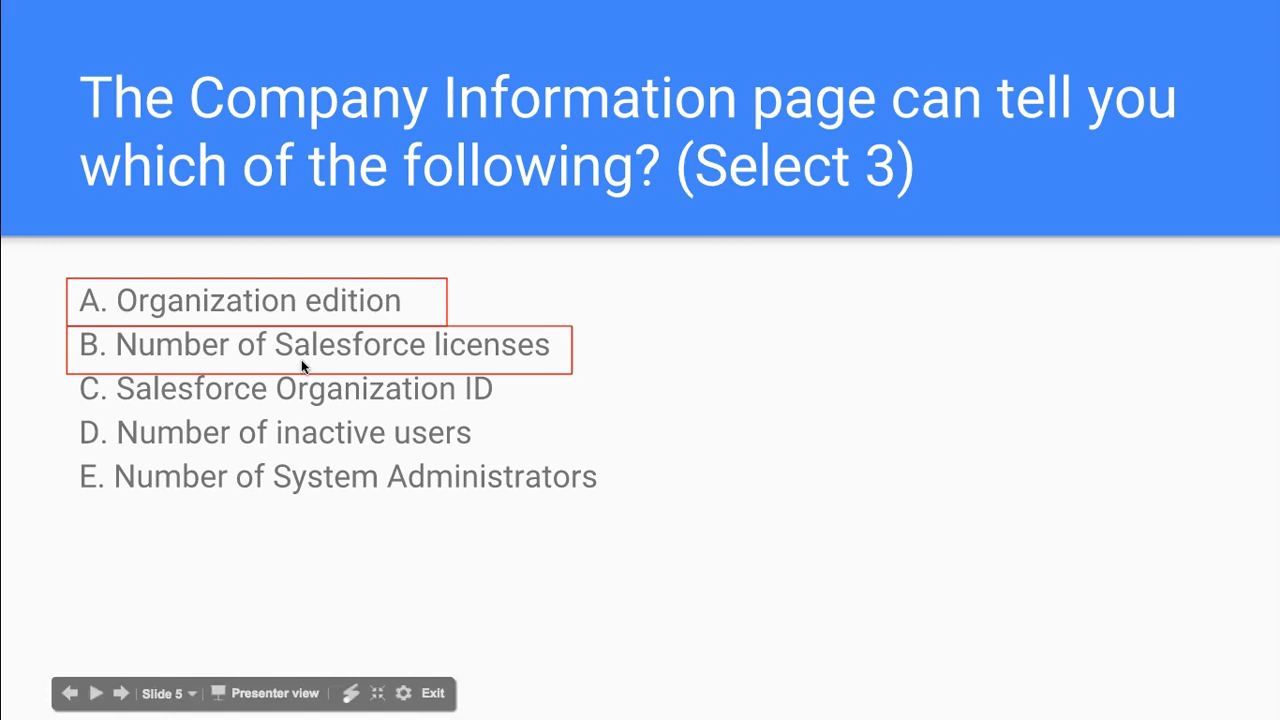 The Company Information page can tell you
which of the following? (Select 3)
A. Organization edition
B. Number of Salesforce licenses
C. Salesforce Organization ID
D. Number of inactive users
E. Number of System Administrators
Slide 5 Presenter view Exit